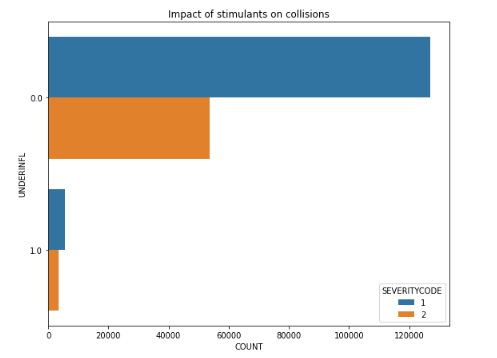 Impact of stimulants on collisions
UNDERINFL
0.0
1.0
SEVERITYCODE
1
2
0 20000 40000 60000 80000 100000 120000
COUNT